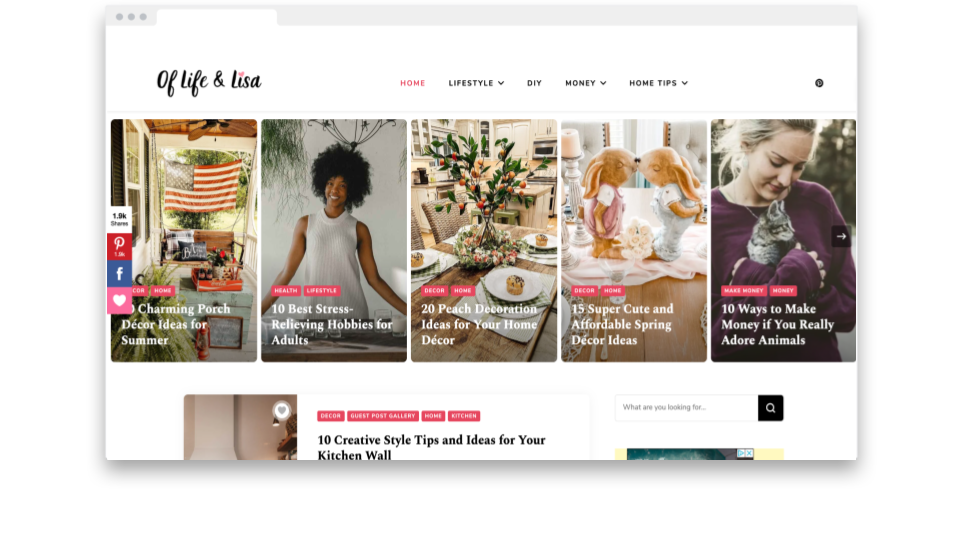 Of Life & Lisa
HOME
LIFESTYLE
DIY
MONEY
HOME TIPS
1.9k
Shares
1.9k
DECOR HOME
Charming Porch
Décor Ideas for
Summer
HEALTH LIFESTYLE
10 Best Stress-
Relieving Hobbies for
Adults
DECOR HOME
20 Peach Decoration
Ideas for Your Home
Décor
DECOR HOME
15 Super Cute and
Affordable Spring
Décor Ideas
MAKE MONEY MONEY
10 Ways to Make
Money if You Really
Adore Animals
DECOR GUEST POST GALLERY HOME KITCHEN
10 Creative Style Tips and Ideas for Your
Kitchen Wall
What are you looking for...